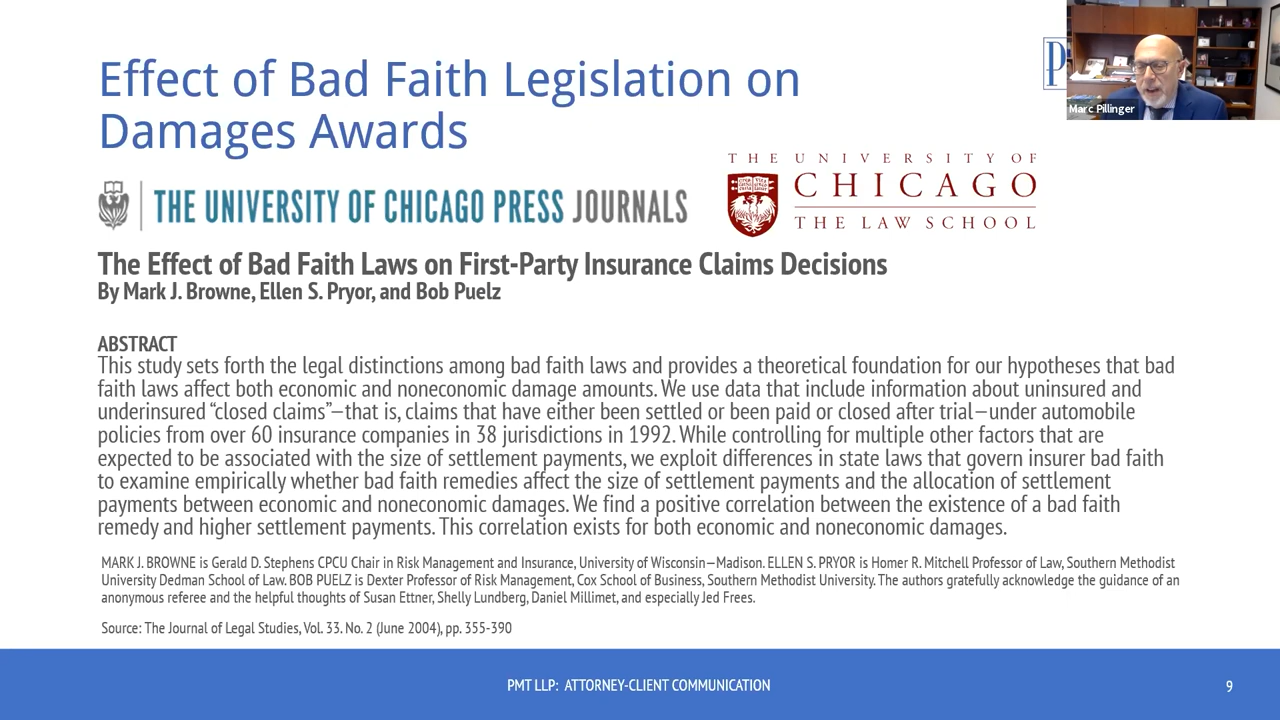 Effect of Bad Faith Legislation on
Damages Awards
P
Marc Pillinger
THE UNIVERSITY OF CHICAGO PRESS JOURNALS
THE UNIVERSITY OF
CHICAGO
THE LAW SCHOOL
The Effect of Bad Faith Laws on First-Party Insurance Claims Decisions
By Mark J. Browne, Ellen S. Pryor, and Bob Puelz
ABSTRACT
This study sets forth the legal distinctions among bad faith laws and provides a theoretical foundation for our hypotheses that bad
faith laws affect both economic and noneconomic damage amounts. We use data that include information about uninsured and
underinsured “closed claims”—that is, claims that have either been settled or been paid or closed after trial—under automobile
policies from over 60 insurance companies in 38 jurisdictions in 1992. While controlling for multiple other factors that are
expected to be associated with the size of settlement payments, we exploit differences in state laws that govern insurer bad faith
to examine empirically whether bad faith remedies affect the size of settlement payments and the allocation of settlement
payments between economic and noneconomic damages. We find a positive correlation between the existence of a bad faith
remedy and higher settlement payments. This correlation exists for both economic and noneconomic damages.
MARK J. BROWNE is Gerald D. Stephens CPCU Chair in Risk Management and Insurance, University of Wisconsin—Madison. ELLEN S. PRYOR is Homer R. Mitchell Professor of Law, Southern Methodist
University Dedman School of Law. BOB PUELZ is Dexter Professor of Risk Management, Cox School of Business, Southern Methodist University. The authors gratefully acknowledge the guidance of an
anonymous referee and the helpful thoughts of Susan Ettner, Shelly Lundberg, Daniel Millimet, and especially Jed Frees.
Source: The Journal of Legal Studies, Vol. 33. No. 2 (June 2004), pp. 355-390
PMT LLP: ATTORNEY-CLIENT COMMUNICATION
9